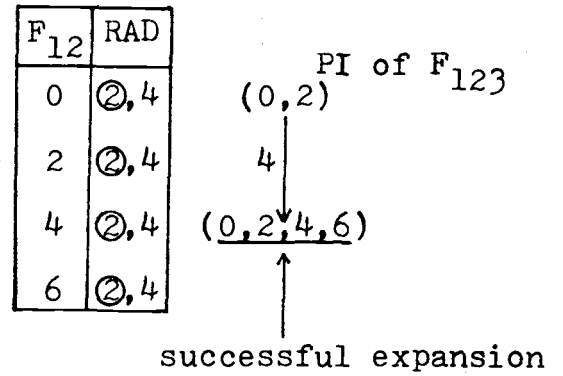 F12 RAD
PI of F123
0 ②,4 (0,2)
2 ②,4 4
4 ②,4 (0,2,4,6)
6 ②,4
successful expansion